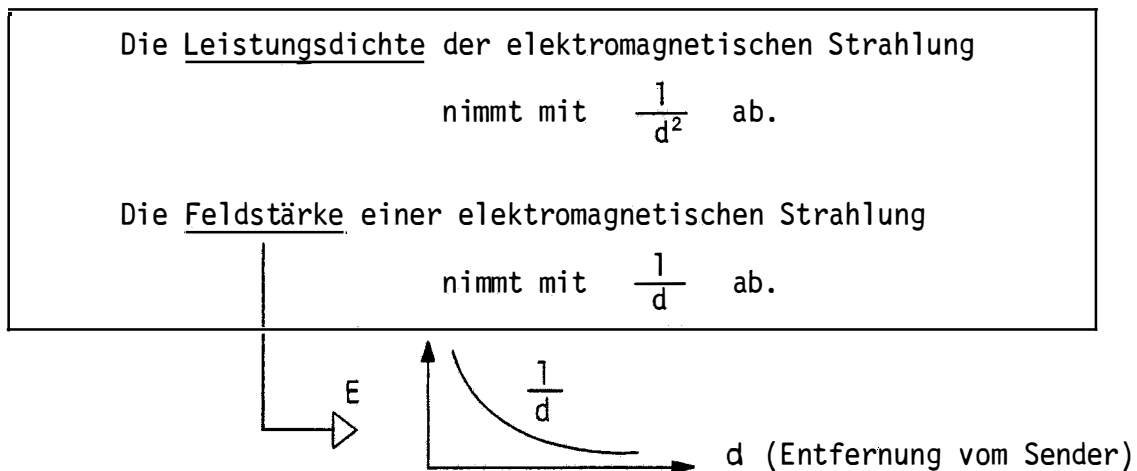 Die Leistungsdichte der elektromagnetischen Strahlung
nimmt mit 1/d² ab.
Die Feldstärke einer elektromagnetischen Strahlung
nimmt mit 1/d ab.
E
1/d
d (Entfernung vom Sender)